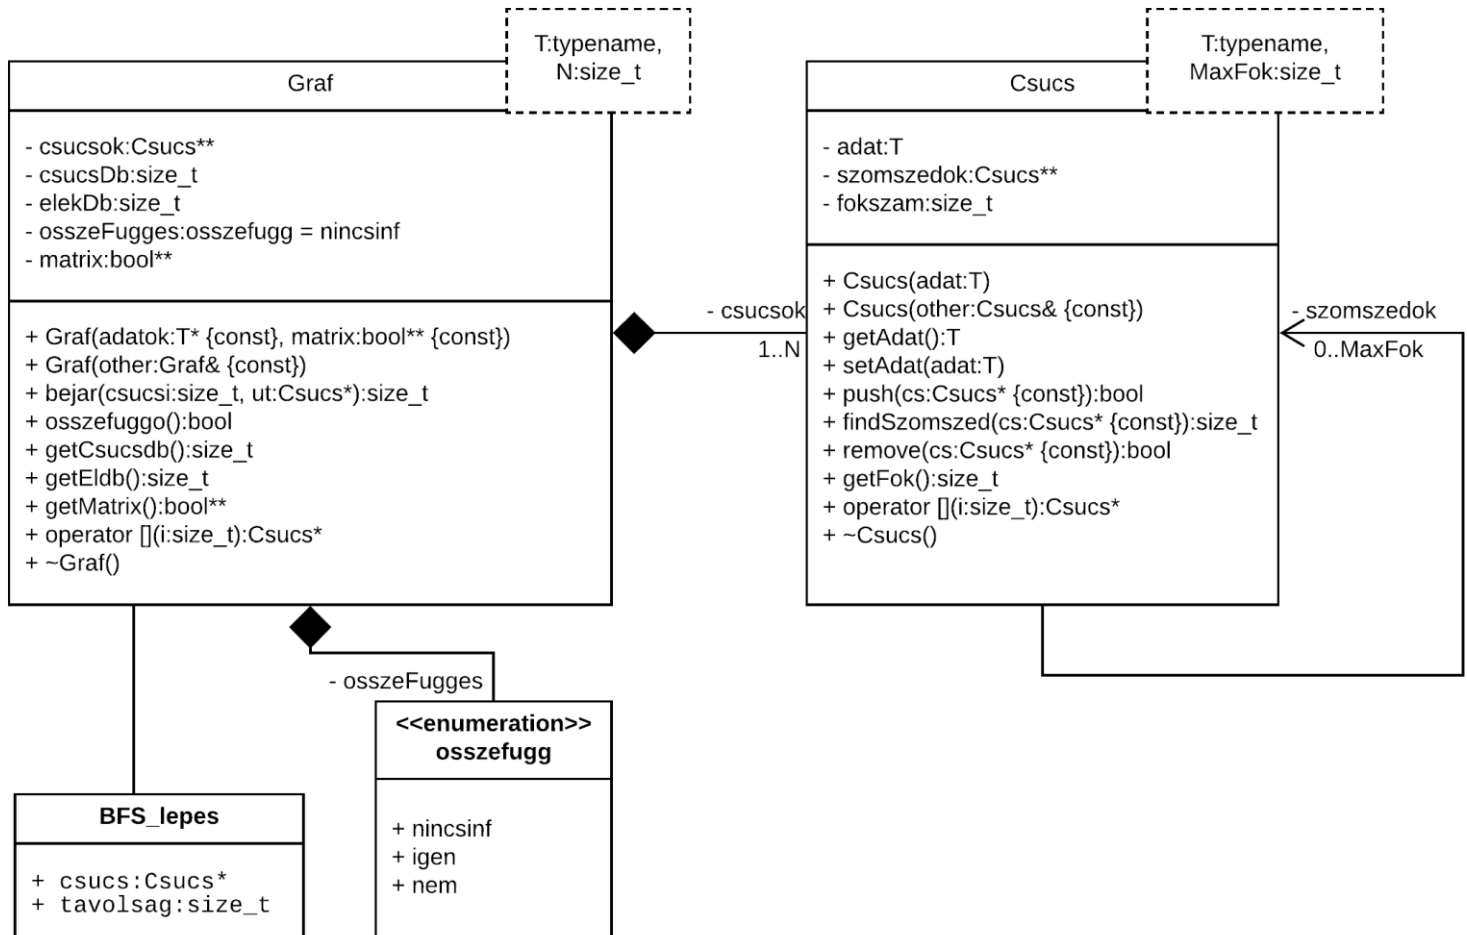 T:typename,
N:size_t
Graf
- csucsok:Csucs**
- csucsDb:size_t
- elekDb:size_t
- osszeFugges:osszefugg = nincsinf
- matrix:bool**
+ Graf(adatok:T* {const}, matrix:bool** {const})
+ Graf(other:Graf& {const})
+ bejar(csucsi:size_t, ut:Csucs*):size_t
+ osszefuggo():bool
+ getCsucsdb():size_t
+ getEldb():size_t
+ getMatrix():bool**
+ operator [](i:size_t):Csucs*
+ ~Graf()
- csucsok
1..N
T:typename,
MaxFok:size_t
Csucs
- adat:T
- szomszedok:Csucs**
- fokszam:size_t
+ Csucs(adat:T)
+ Csucs(other:Csucs& {const})
+ getAdat():T
+ setAdat(adat:T)
+ push(cs:Csucs* {const}):bool
+ findSzomszed(cs:Csucs* {const}):size_t
+ remove(cs:Csucs* {const}):bool
+ getFok():size_t
+ operator [](i:size_t):Csucs*
+ ~Csucs()
- szomszedok
0..MaxFok
- osszeFugges
<<enumeration>>
osszefugg
+ nincsinf
+ igen
+ nem
BFS_lepes
+ csucs:Csucs*
+ tavolsag:size_t